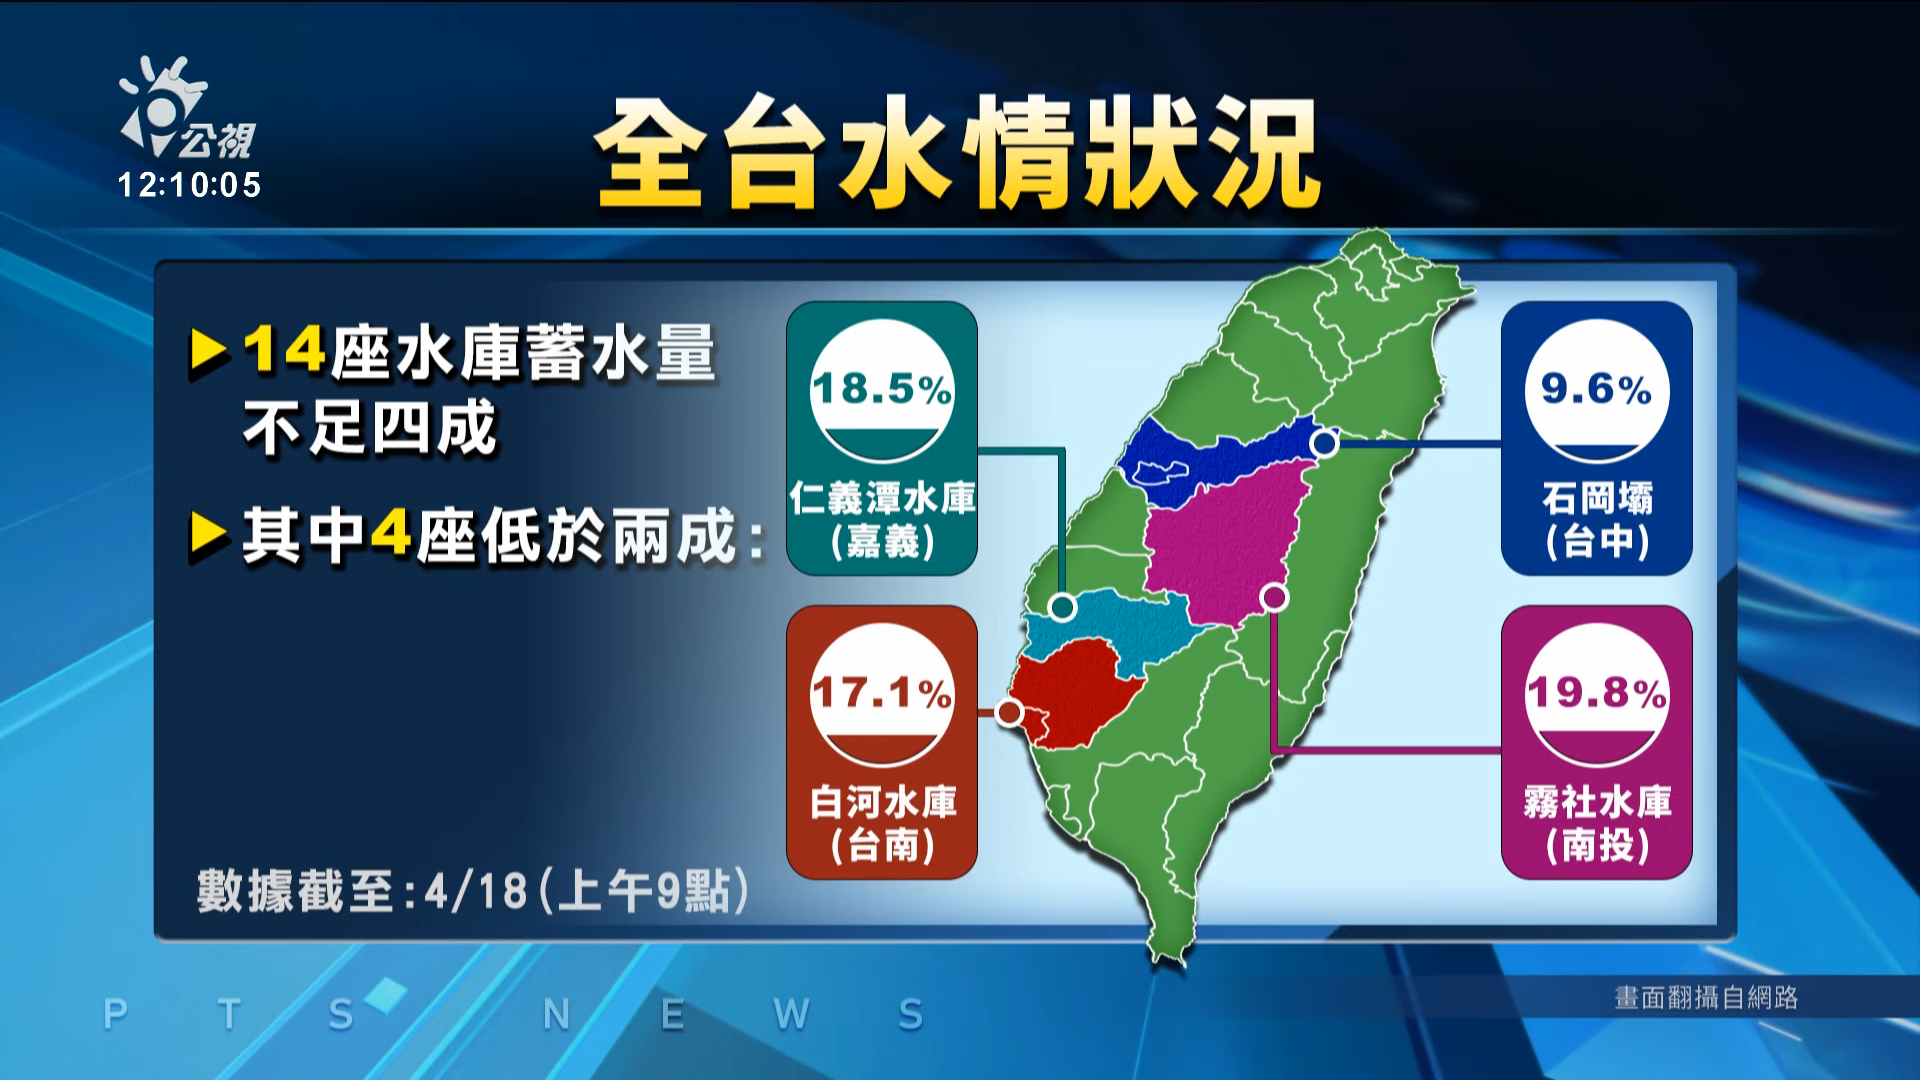 公視
12:10:05
全台水情狀況
14座水庫蓄水量
不足四成
其中4座低於兩成:
數據截至:4/18(上午9點)
18.5%
仁義潭水庫
(嘉義)
17.1%
白河水庫
(台南)
9.6%
石岡壩
(台中)
19.8%
霧社水庫
(南投)
畫面翻攝自網路
PTS NEWS